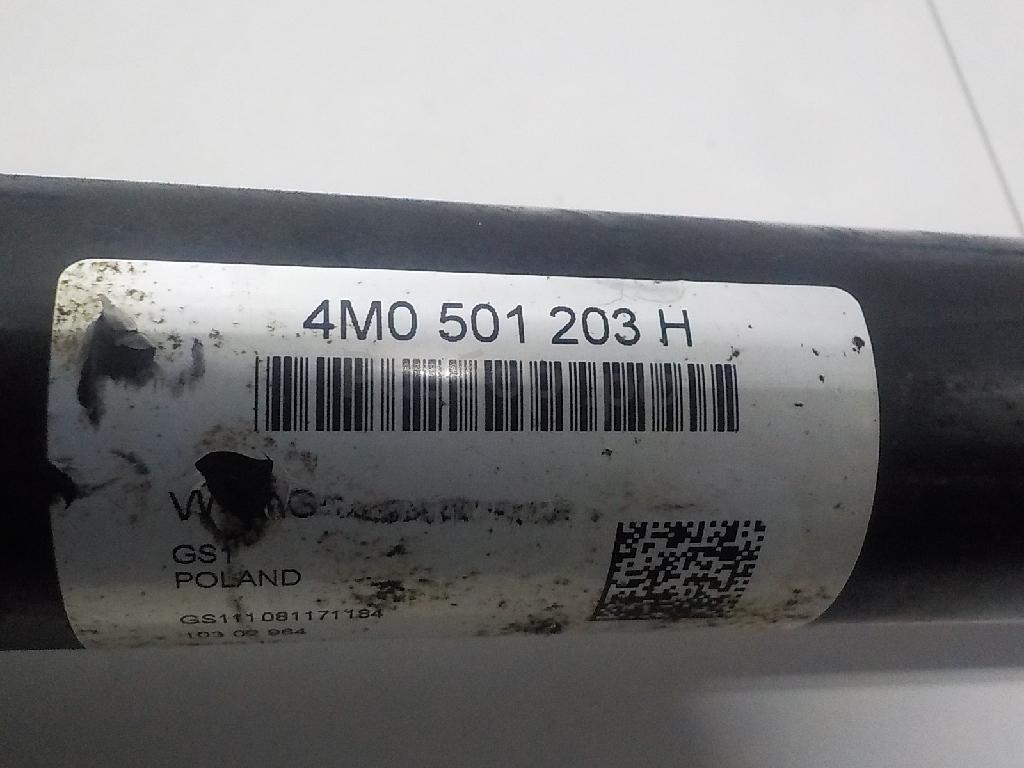 4M0 501 203 H
GS1
POLAND
GS111 081171184
103 02 964